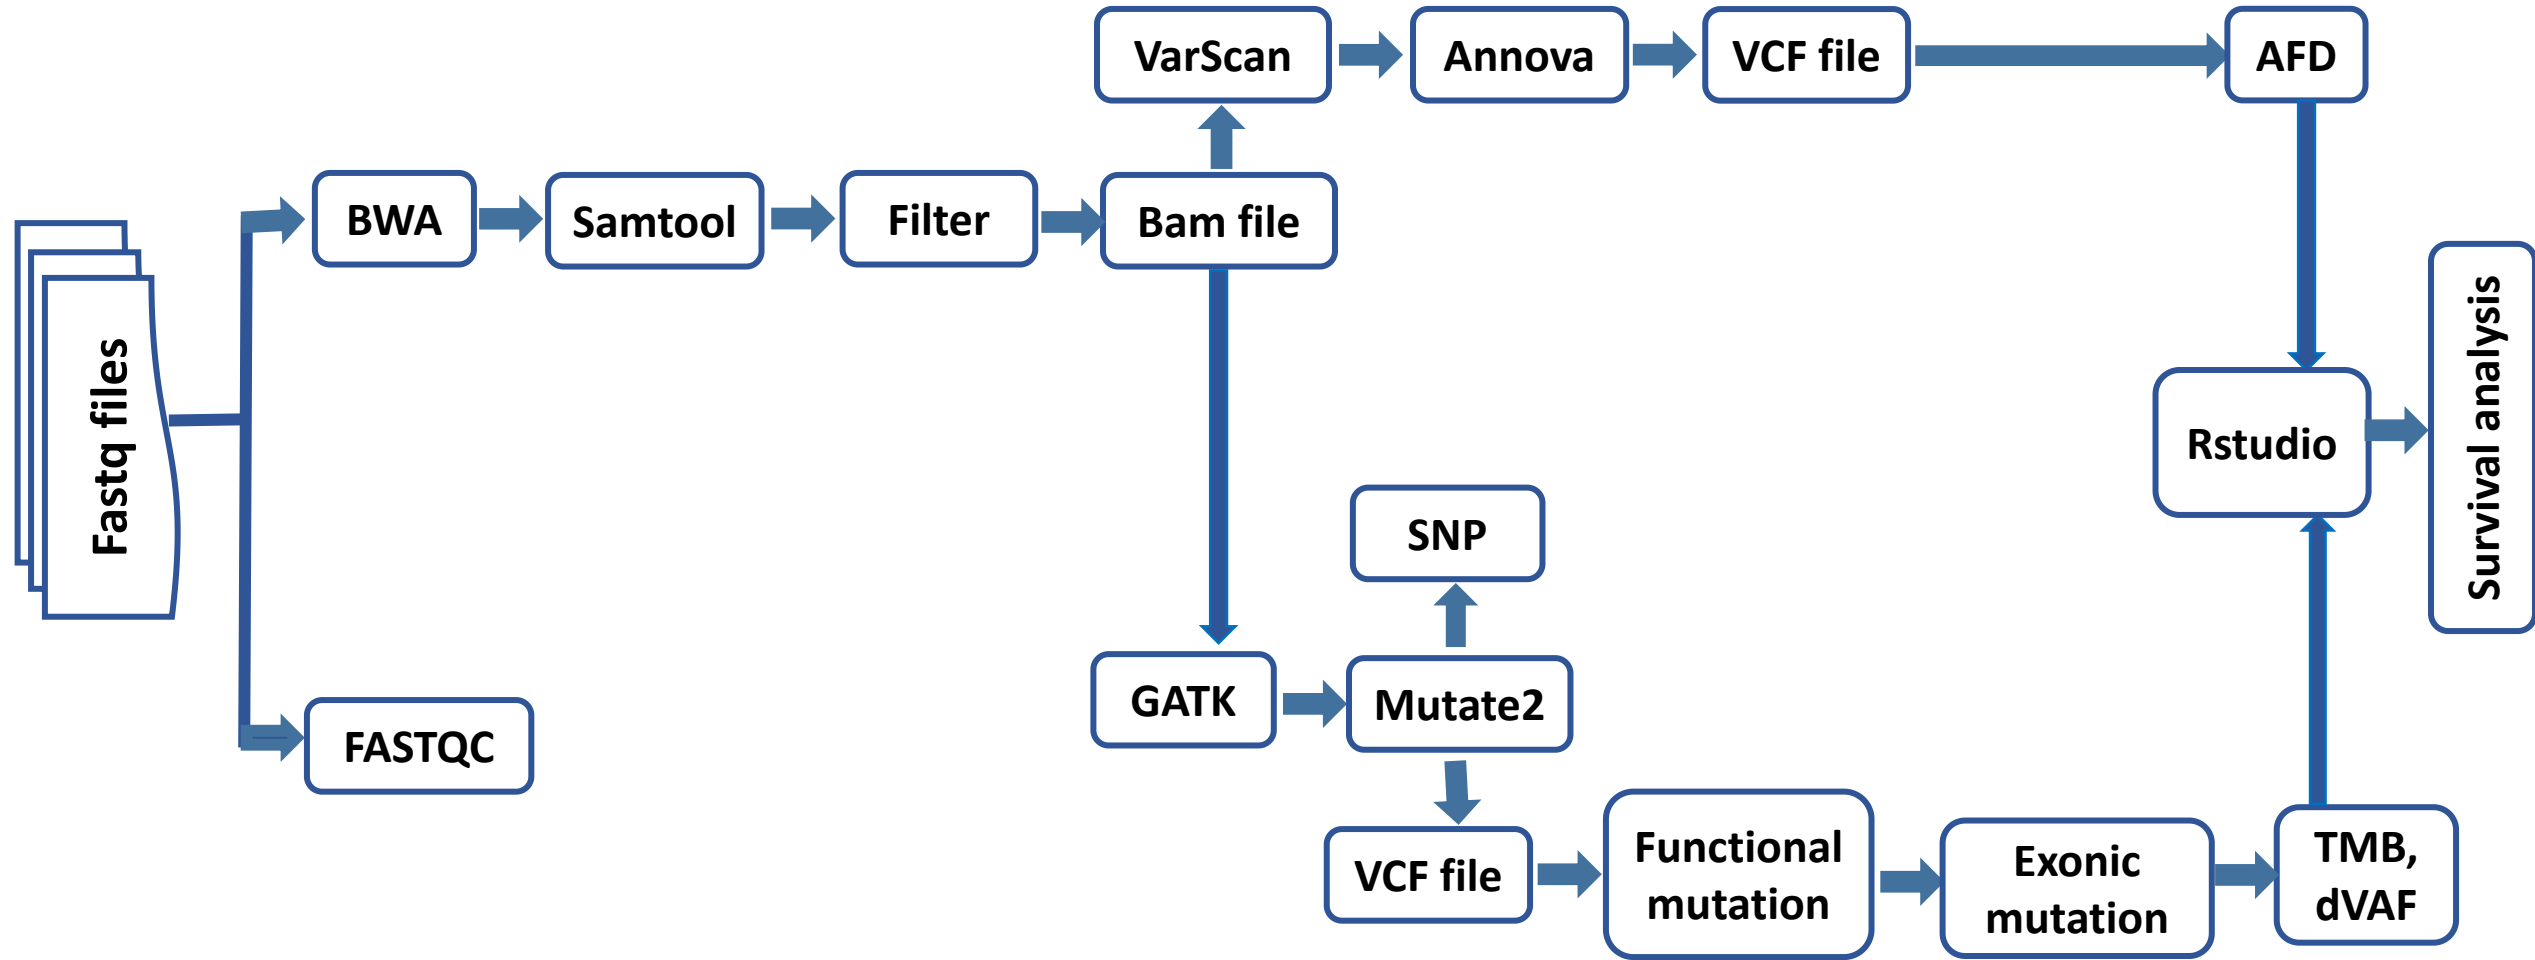 VarScan
Annova
VCF file
AFD
BWA
Samtool
Filter
Bam file
Fastq files
Rstudio
Survival analysis
SNP
GATK
Mutate2
FASTQC
VCF file
Functional
mutation
Exonic
mutation
TMB,
dVAF